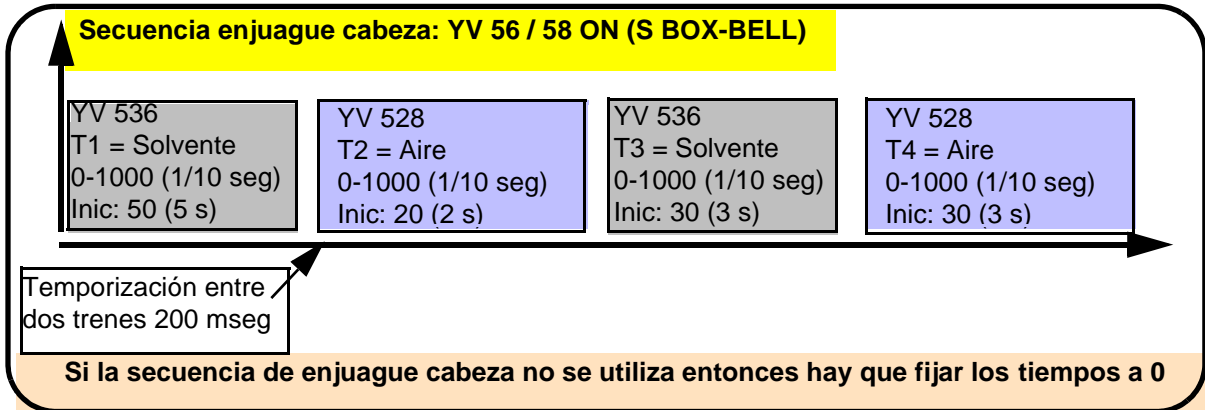 Secuencia enjuague cabeza: YV 56 / 58 ON (S BOX-BELL)
YV 536
T1 = Solvente
0-1000 (1/10 seg)
Inic: 50 (5 s)
YV 528
T2 = Aire
0-1000 (1/10 seg)
Inic: 20 (2 s)
YV 536
T3 = Solvente
0-1000 (1/10 seg)
Inic: 30 (3 s)
YV 528
T4 = Aire
0-1000 (1/10 seg)
Inic: 30 (3 s)
Temporización entre
dos trenes 200 mseg
Si la secuencia de enjuague cabeza no se utiliza entonces hay que fijar los tiempos a 0